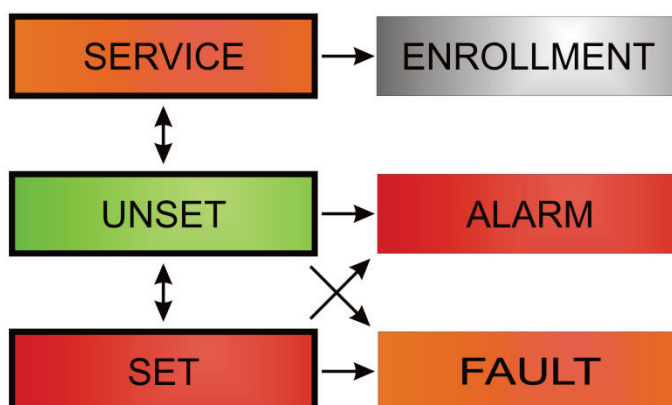 SERVICE
ENROLLMENT
UNSET
ALARM
SET
FAULT